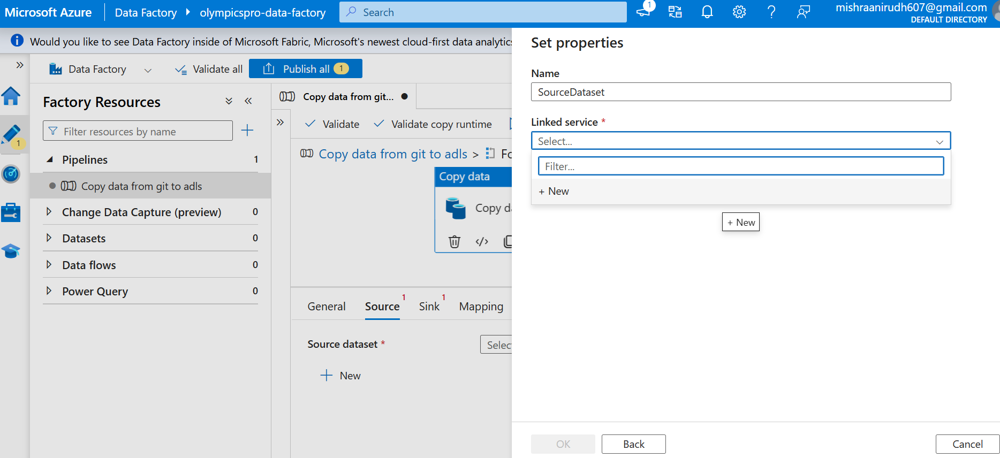 Microsoft Azure
Data Factory
olympicspro-data-factory
Search
1
mishraanirudh607@gmail.com
DEFAULT DIRECTORY
Would you like to see Data Factory inside of Microsoft Fabric, Microsoft's newest cloud-first data analytics
Data Factory
Validate all
Publish all 1
Factory Resources
Filter resources by name
1
Pipelines 1
Copy data from git to adls
Change Data Capture (preview) 0
Datasets 0
Data flows 0
Power Query 0
Copy data from git...
Validate
Validate copy runtime
Copy data from git to adls > Fo
Copy data
Copy da
General
Source 1
Sink 1
Mapping
Source dataset *
Selec
+ New
Set properties
Name
SourceDataset
Linked service *
Select...
Filter...
+ New
+ New
OK
Back
Cancel